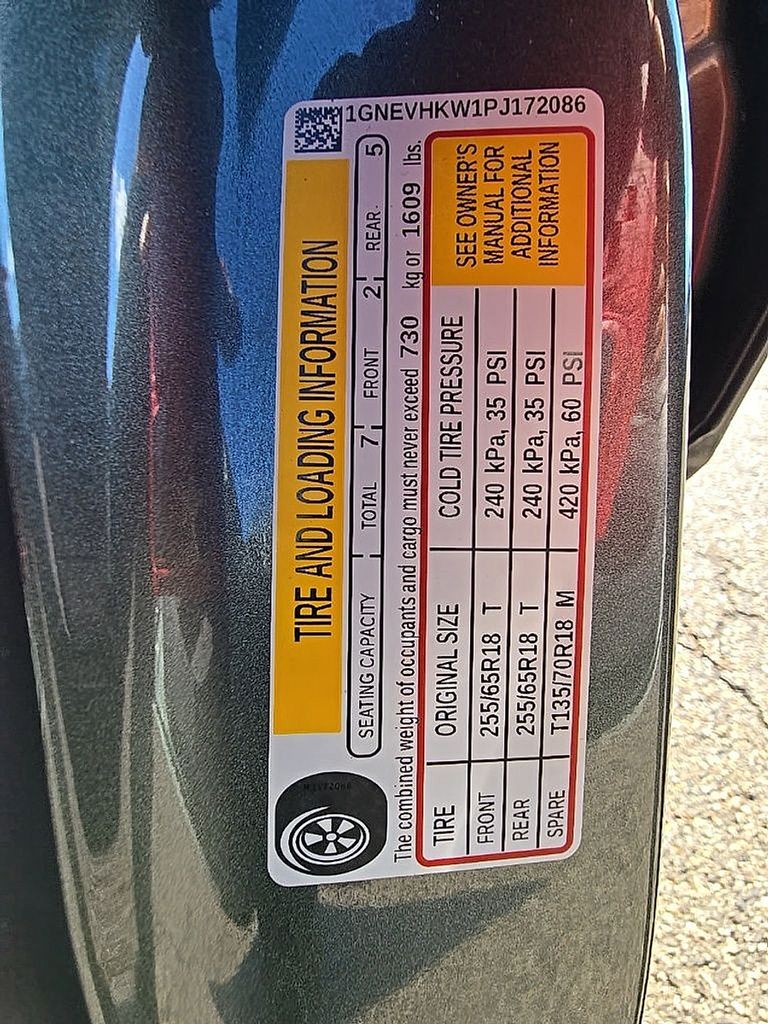 1GNEVHKW1PJ172086
TIRE AND LOADING INFORMATION
SEATING CAPACITY TOTAL 7 FRONT 2 REAR 5
The combined weight of occupants and cargo must never exceed 730 kg or 1609 lbs.
TIRE ORIGINAL SIZE COLD TIRE PRESSURE
FRONT 255/65R18 T 240 kPa, 35 PSI
REAR 255/65R18 T 240 kPa, 35 PSI
SPARE T135/70R18 M 420 kPa, 60 PSI
SEE OWNER'S
MANUAL FOR
ADDITIONAL
INFORMATION